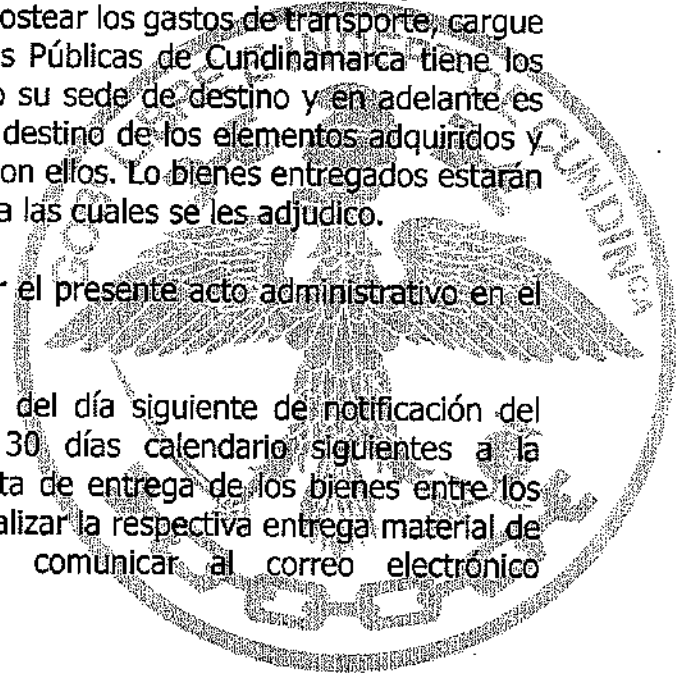 ostear los gastos de transporte, cargue
s Públicas de Cundinamarca tiene los
o su sede de destino y en adelante es
destino de los elementos adquiridos y
on ellos. Lo bienes entregados estarán
a las cuales se les adjudico.
r el presente acto administrativo en el
del día siguiente de notificación del
30 días calendario siguientes a la
ta de entrega de los bienes entre los
alizar la respectiva entrega material de
comunicar al correo electrónico
CUNDINCA